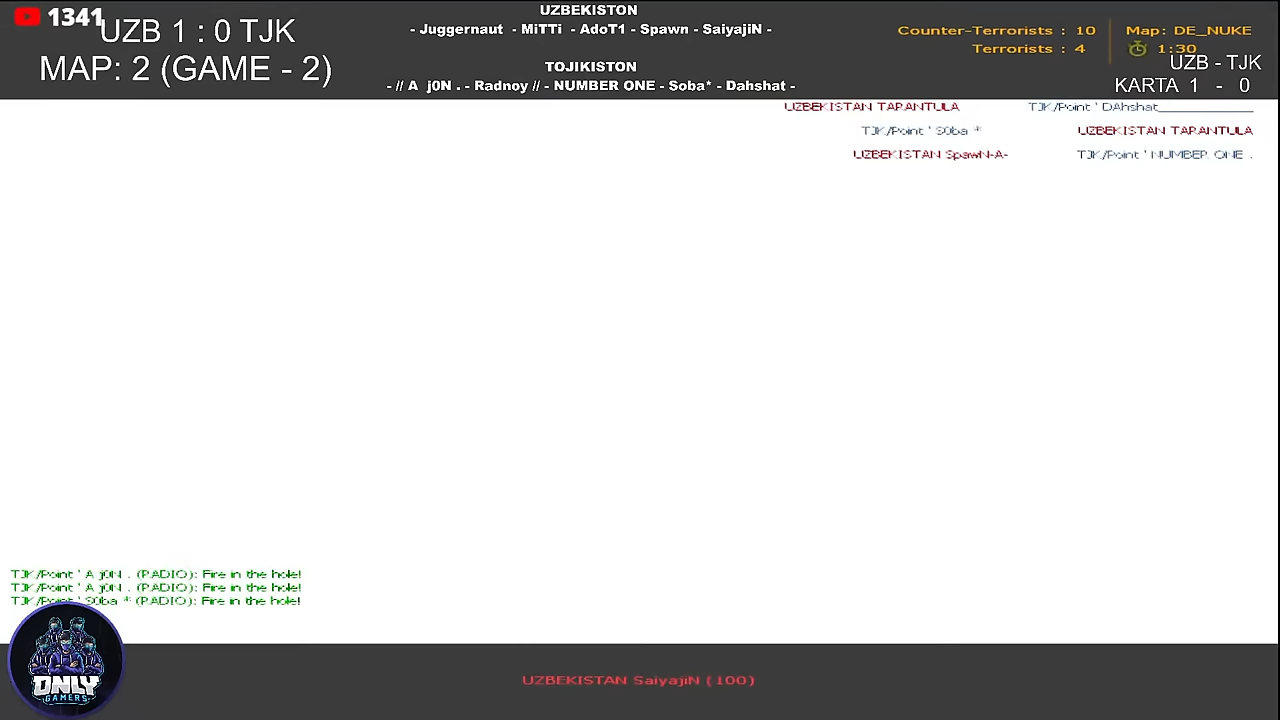 1341
UZB 1 : 0 TJK
MAP: 2 (GAME - 2)
UZBEKISTON
- Juggernaut - MiTTi - AdoT1 - Spawn - SaiyajiN -
TOJIKISTON
- // A j0N . - Radnoy // - NUMBER ONE - Soba* - Dahshat -
Counter-Terrorists : 10
Terrorists : 4
Map: DE_NUKE
1:30
UZB - TJK
KARTA 1 - 0
UZBEKISTAN TARANTULA TJK/Point ' DAhshat____________
TJK/Point ' S0ba * UZBEKISTAN TARANTULA
UZBEKISTAN SpawN-A- TJK/Point ' NUMBER ONE .
TJK/Point ' A j0N . (RADIO): Fire in the hole!
TJK/Point ' A j0N . (RADIO): Fire in the hole!
TJK/Point ' S0ba * (RADIO): Fire in the hole!
ONLY
GAMERS
UZBEKISTAN SaiyajiN (100)